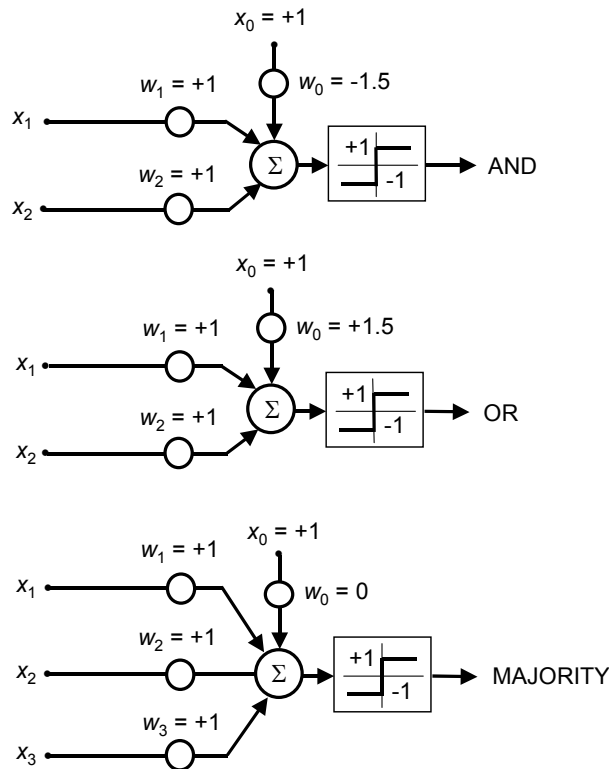 x0 = +1
w1 = +1
w0 = -1.5
x1
Σ
+1
-1
AND
w2 = +1
x2
x0 = +1
w1 = +1
w0 = +1.5
x1
Σ
+1
-1
OR
w2 = +1
x2
x0 = +1
w1 = +1
w0 = 0
x1
w2 = +1
x2
Σ
+1
-1
MAJORITY
w3 = +1
x3